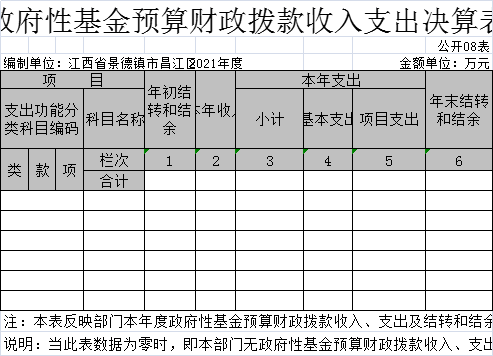 政府性基金预算财政拨款收入支出决算表
公开08表
编制单位：江西省景德镇市昌江区2021年度 金额单位：万元
项 目 年初结转和结余 本年收入 本年支出 年末结转和结余
支出功能分类科目编码 科目名称 小计 基本支出 项目支出
类 款 项 栏次 1 2 3 4 5 6
合计
注：本表反映部门本年度政府性基金预算财政拨款收入、支出及结转和结余
说明：当此表数据为零时，即本部门无政府性基金预算财政拨款收入、支出